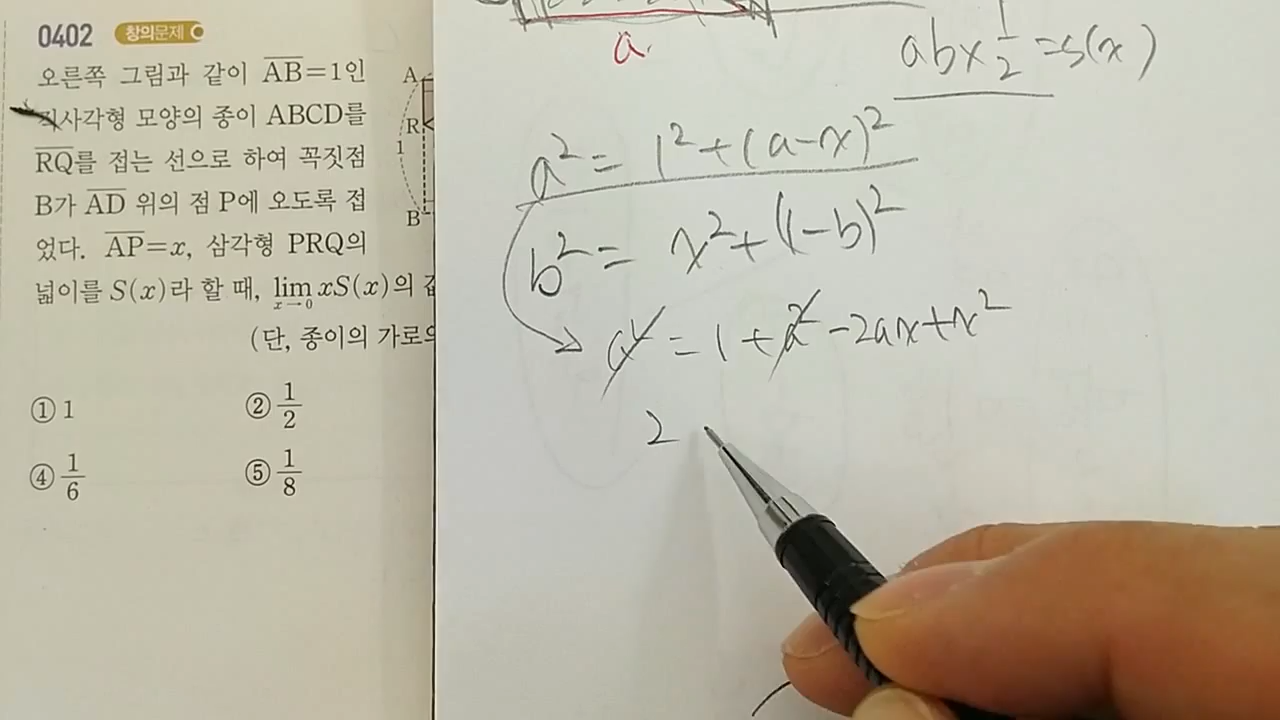 0402 창의문제
오른쪽 그림과 같이 AB=1인
직사각형 모양의 종이 ABCD를
RQ를 접는 선으로 하여 꼭짓점
B가 AD 위의 점 P에 오도록 접
었다. AP=x, 삼각형 PRQ의
넓이를 S(x)라 할 때, lim x→0 xS(x)의
(단, 종이의 가로
① 1
② 1/2
④ 1/6
⑤ 1/8
A
R
1
B
a.
ab×1/2=S(x)
a²=1²+(a-x)²
b²=x²+(1-b)²
a²=1+a²-2ax+x²
2